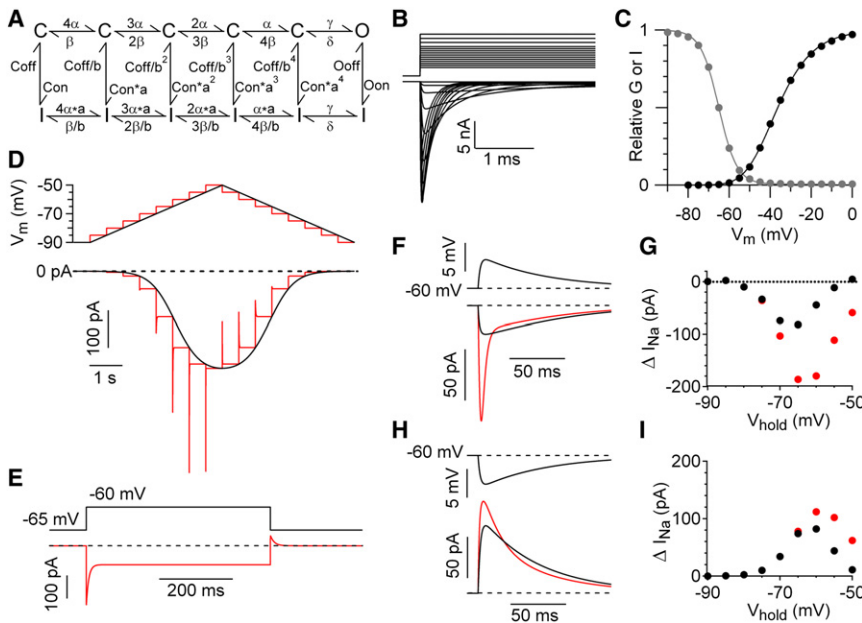 A
4α 3α 2α α γ
C C C C C O
β 2β 3β 4β δ
Coff Coff/b Coff/b² Coff/b³ Coff/b⁴ Ooff
Con Con*a Con*a² Con*a³ Con*a⁴ Oon
4α*a 3α*a 2α*a α*a γ
I I I I I I
β/b 2β/b 3β/b 4β/b δ
B
5 nA
1 ms
C
Relative G or I
1
0
-80 -60 -40 -20 0
Vm (mV)
D
Vm (mV)
-50
-70
-90
0 pA
100 pA
1 s
E
-60 mV
-65 mV
100 pA
200 ms
F
5 mV
-60 mV
50 pA
50 ms
G
Δ INa (pA)
0
-100
-200
-90 -70 -50
Vhold (mV)
H
-60 mV
5 mV
50 pA
50 ms
I
Δ INa (pA)
200
100
0
-90 -70 -50
Vhold (mV)